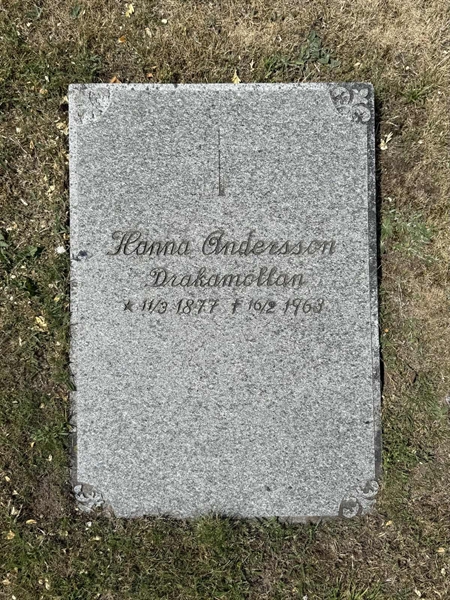 Hanna Andersson
Drakamöllan
* 11/3 1877 † 16/2 1963